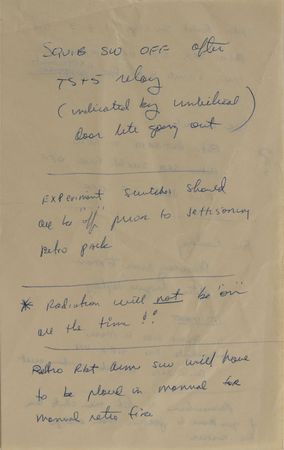 SQUIB SW OFF after
TS+5 relay
(indicated by umbilical
door lite going out)
EXPERIMENT switches should
all be "off" prior to jettisoning
retro pack
* Radiation will not be "on"
all the time!!
Retro Rkt arm sw will have
to be placed in manual for
manual retro fire